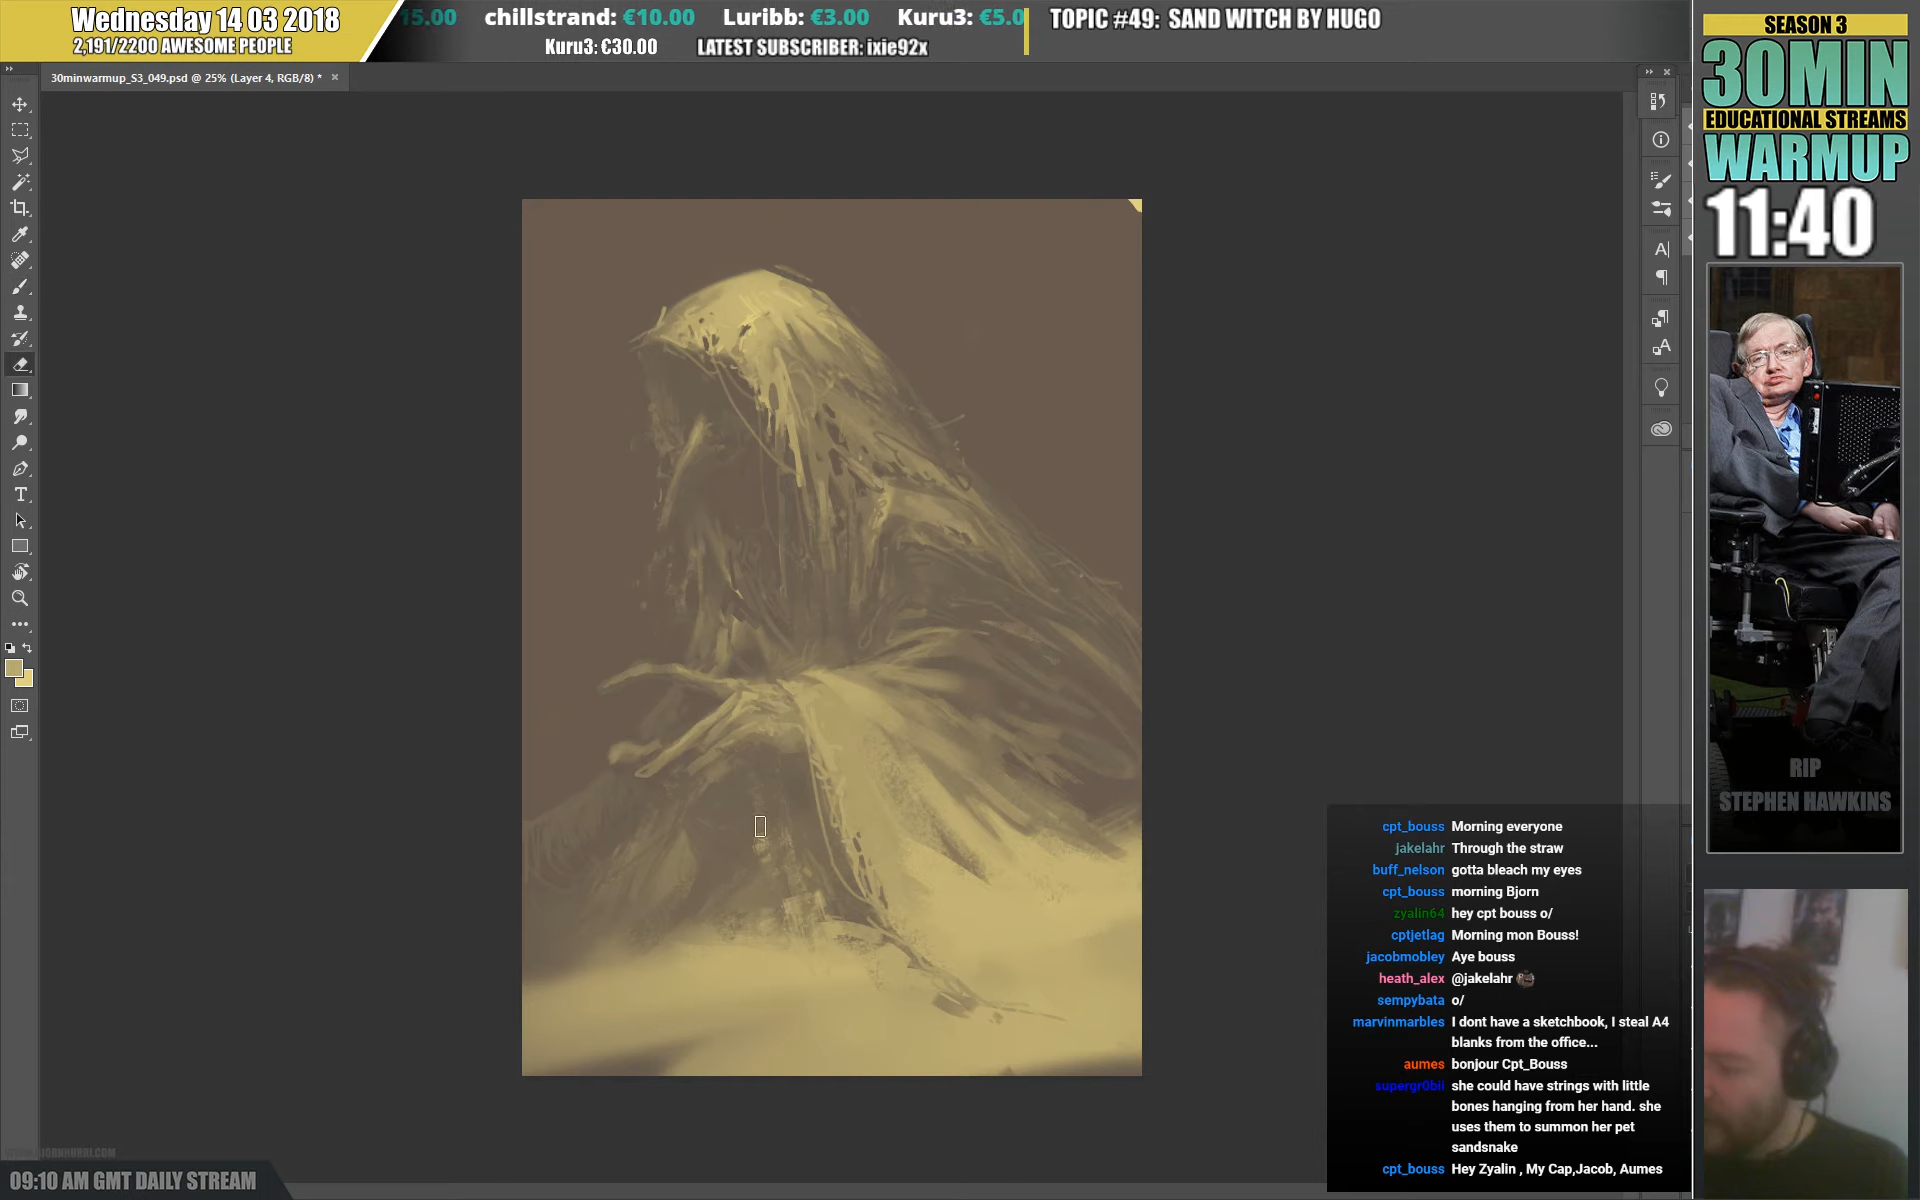 Wednesday 14 03 2018
2,191/2200 AWESOME PEOPLE
15.00 chillstrand: €10.00 Luribb: €3.00 Kuru3: €5.0
Kuru3: €30.00 LATEST SUBSCRIBER: ixie92x
TOPIC #49: SAND WITCH BY HUGO
SEASON 3
30MIN
EDUCATIONAL STREAMS
WARMUP
11:40
30minwarmup_S3_049.psd @ 25% (Layer 4, RGB/8) *
RIP
STEPHEN HAWKINS
cpt_bouss Morning everyone
jakelahr Through the straw
buff_nelson gotta bleach my eyes
cpt_bouss morning Bjorn
zyalin64 hey cpt bouss o/
cptjetlag Morning mon Bouss!
jacobmobley Aye bouss
heath_alex @jakelahr
sempybata o/
marvinmarbles I dont have a sketchbook, I steal A4
blanks from the office...
aumes bonjour Cpt_Bouss
supergr0bil she could have strings with little
bones hanging from her hand. she
uses them to summon her pet
sandsnake
cpt_bouss Hey Zyalin , My Cap,Jacob, Aumes
09:10 AM GMT DAILY STREAM